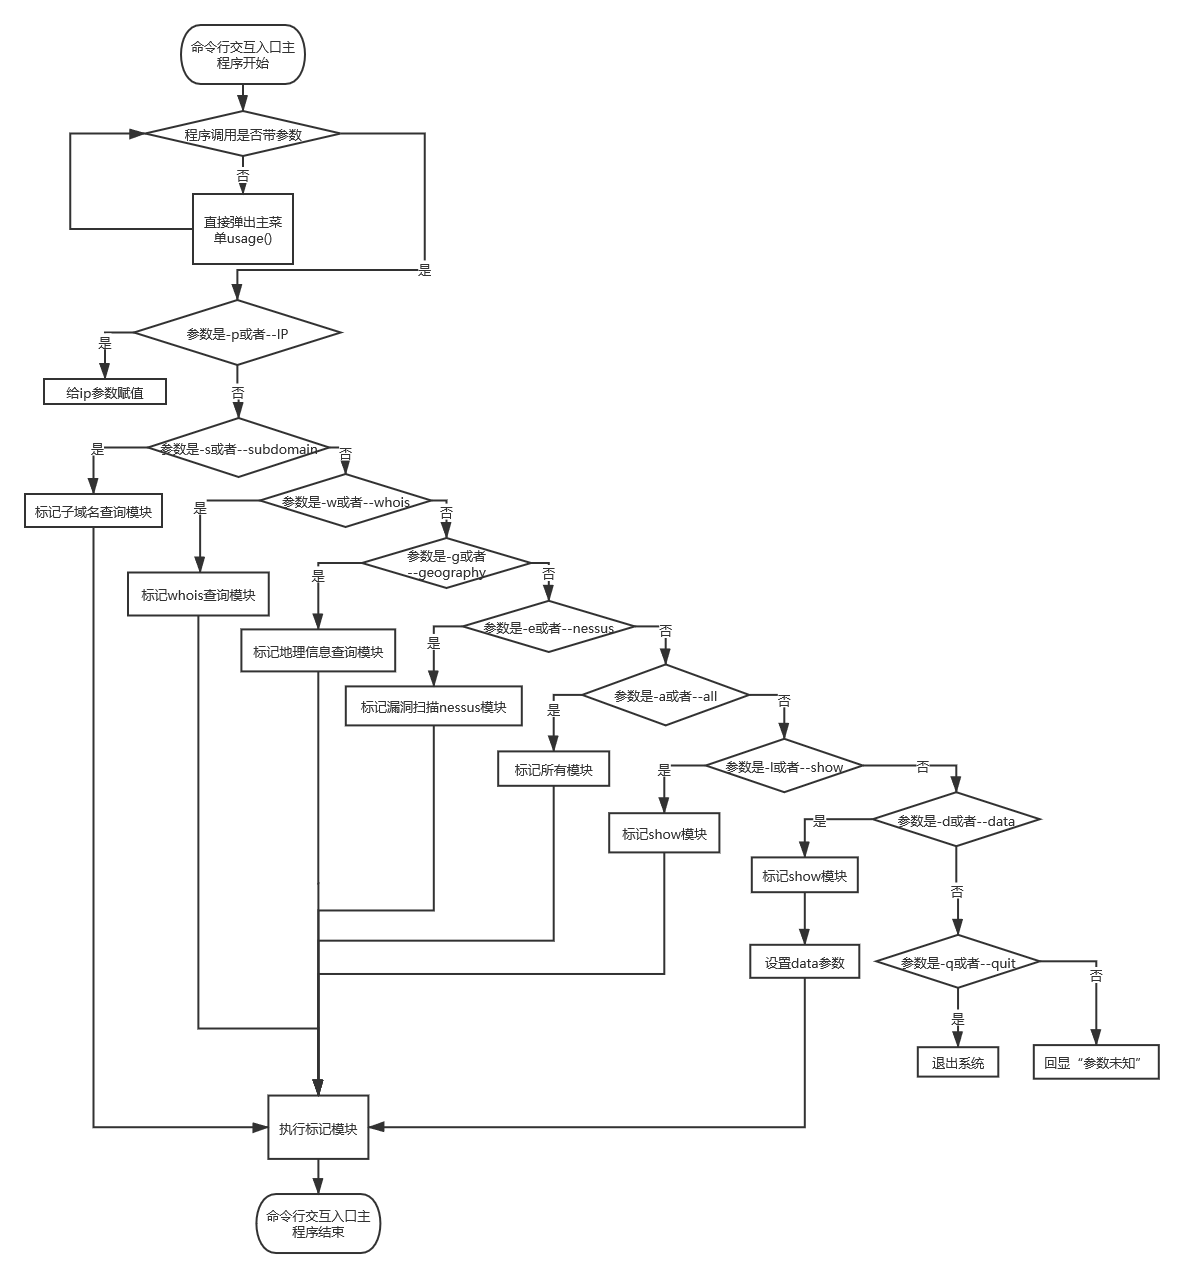 命令行交互入口主
程序开始
程序调用是否带参数
否
直接弹出主菜
单usage()
是
参数是-p或者--IP
是
给ip参数赋值
否
参数是-s或者--subdomain
是
否
标记子域名查询模块
参数是-w或者--whois
是
否
标记whois查询模块
参数是-g或者
--geography
是
否
标记地理信息查询模块
参数是-e或者--nessus
是
否
标记漏洞扫描nessus模块
参数是-a或者--all
是
否
标记所有模块
参数是-l或者--show
是
否
标记show模块
参数是-d或者--data
是
标记show模块
否
设置data参数
参数是-q或者--quit
否
是
退出系统
回显“参数未知”
执行标记模块
命令行交互入口主
程序结束